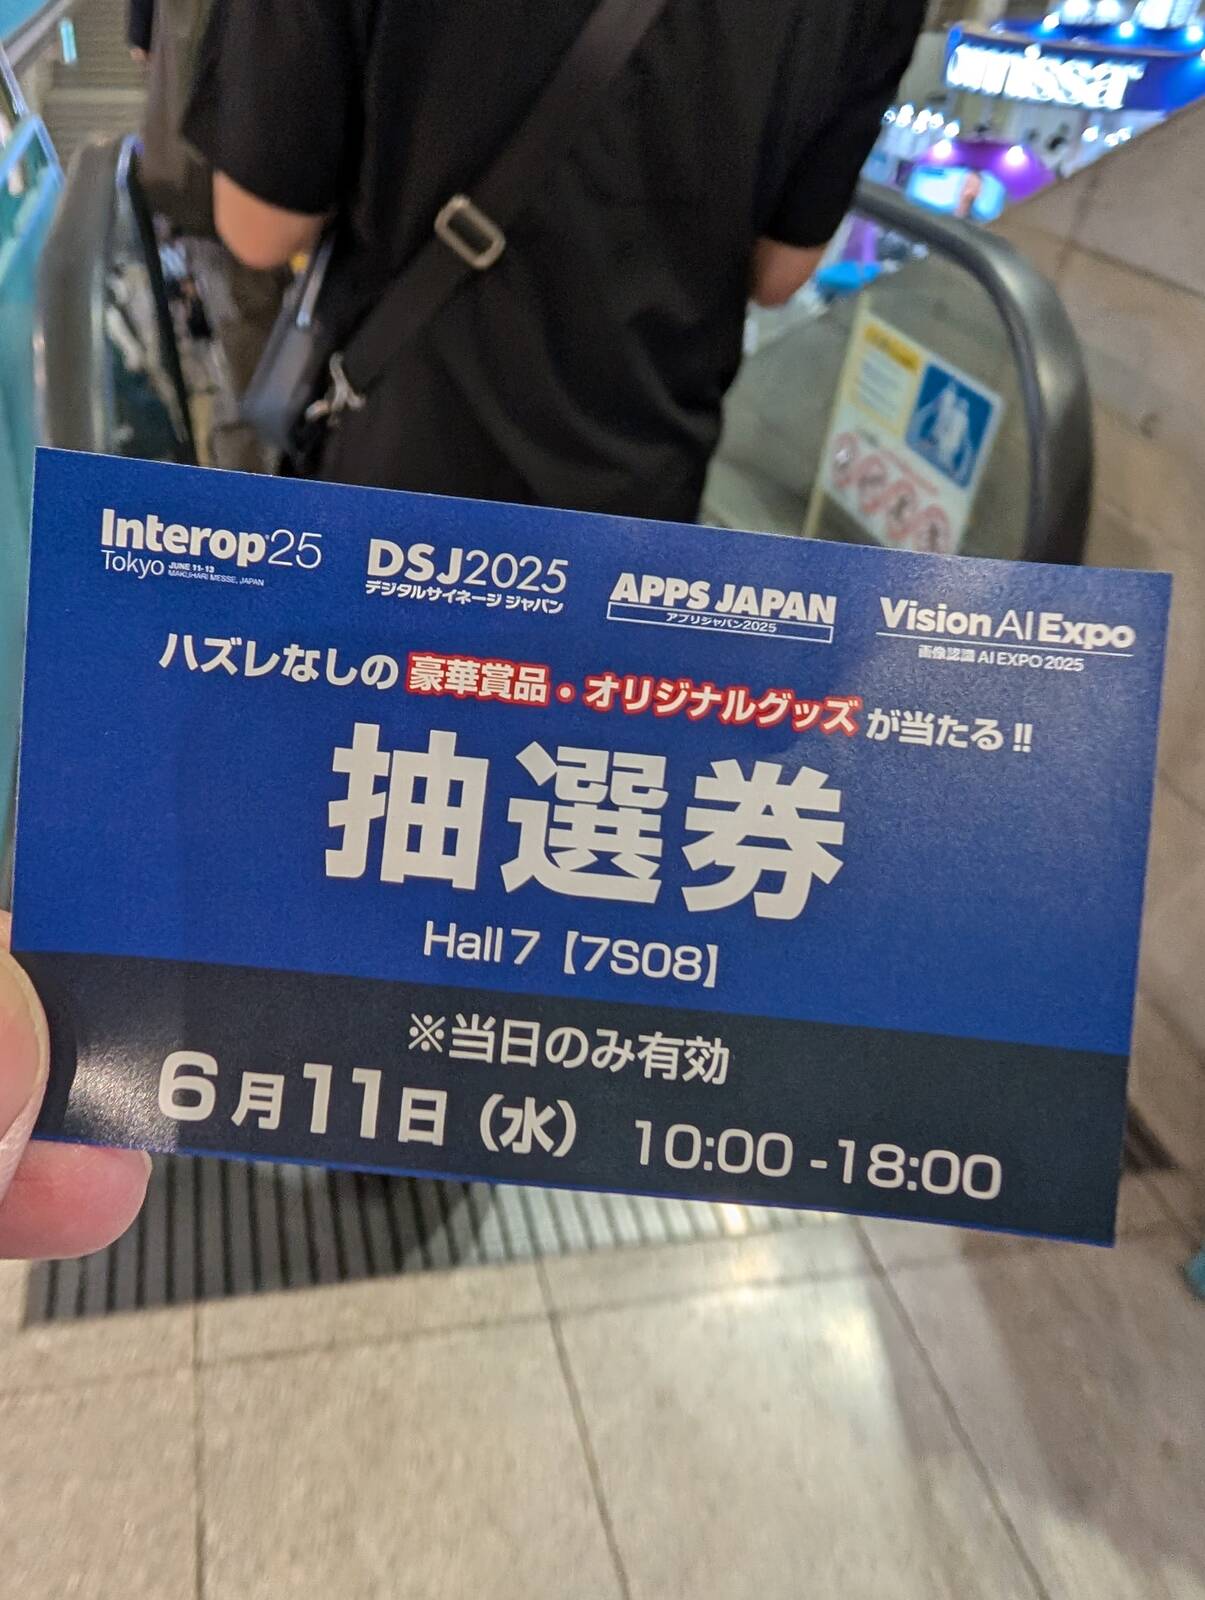 omnissa
Interop'25
Tokyo JUNE 11-13
MAKUHARI MESSE, JAPAN
DSJ2025
デジタルサイネージ ジャパン
APPS JAPAN
アプリジャパン2025
Vision AI Expo
画像認識 AI EXPO 2025
ハズレなしの 豪華賞品・オリジナルグッズ が当たる!!
抽選券
Hall 7【7S08】
※当日のみ有効
6月11日（水） 10:00 -18:00